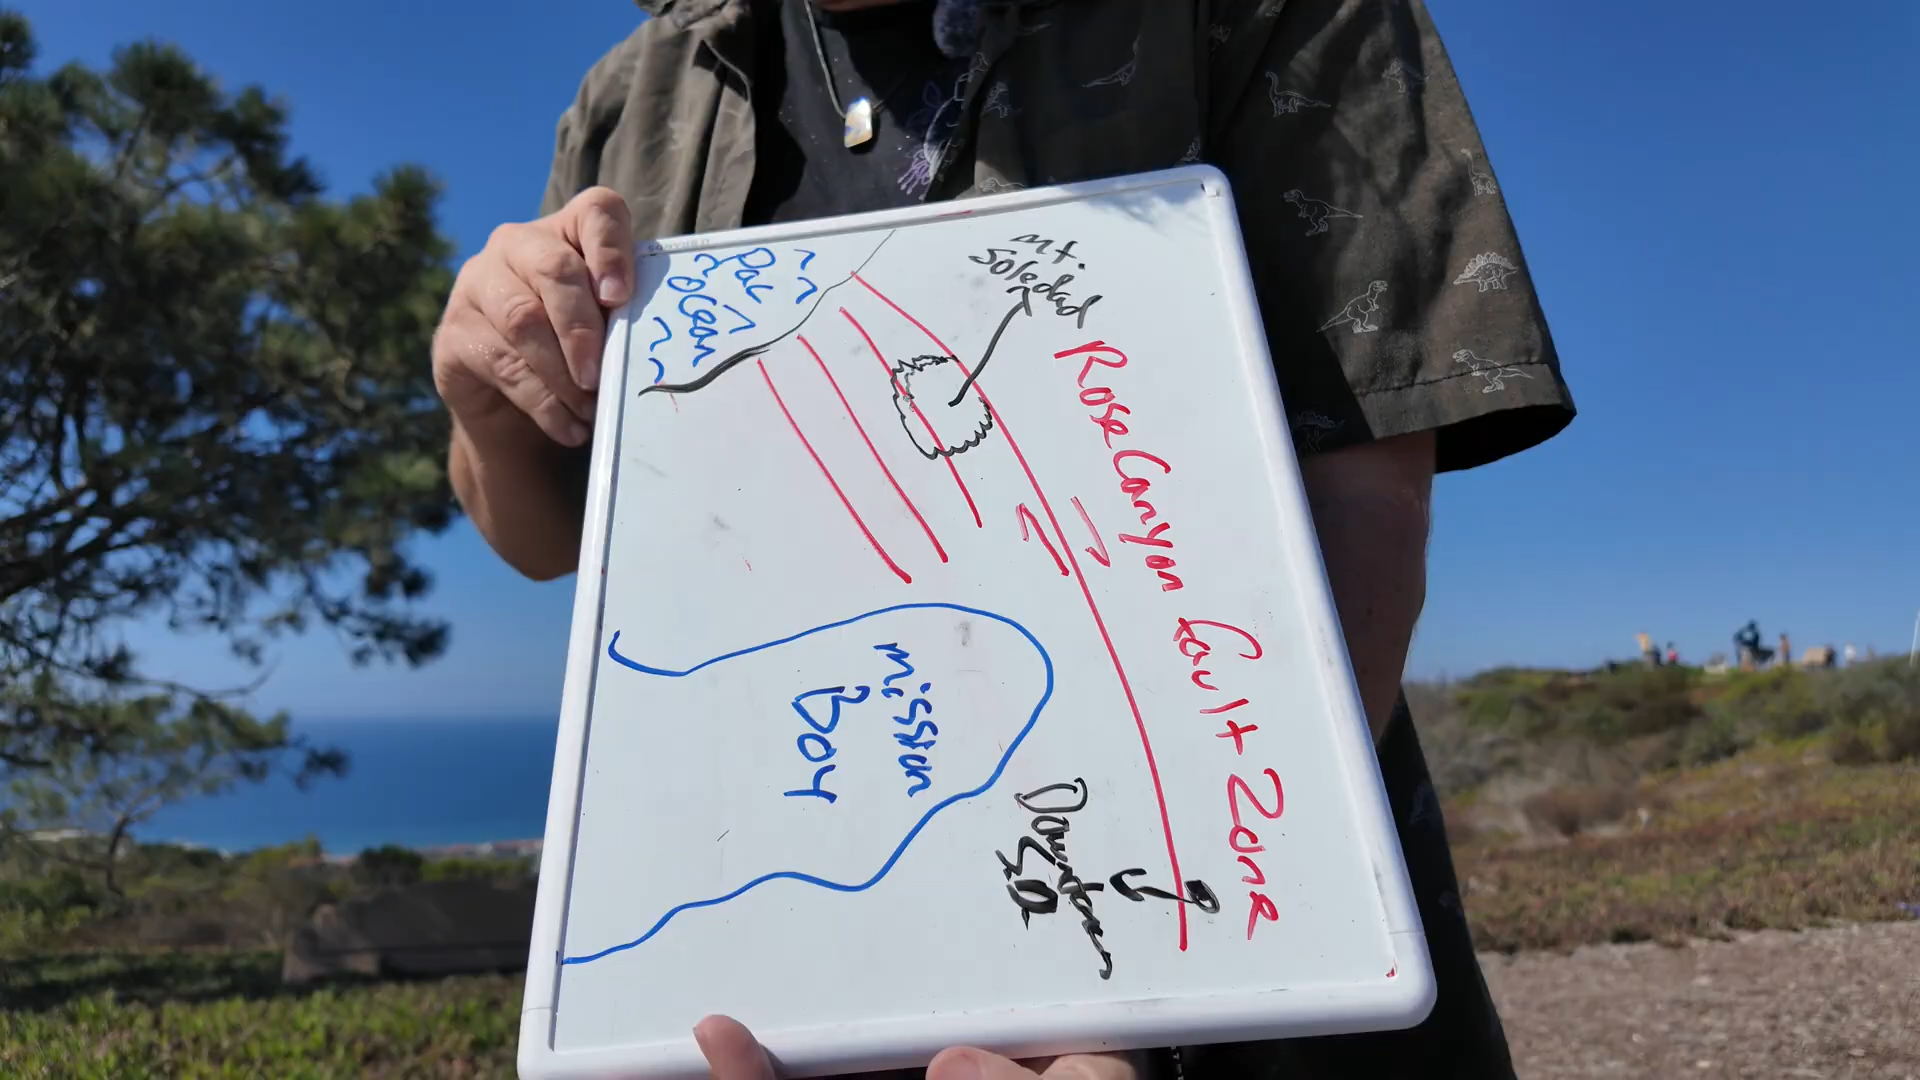 Pac
Ocean
Mt.
Soledad
Rose Canyon Fault Zone
Mission
Bay
Downtown
SD